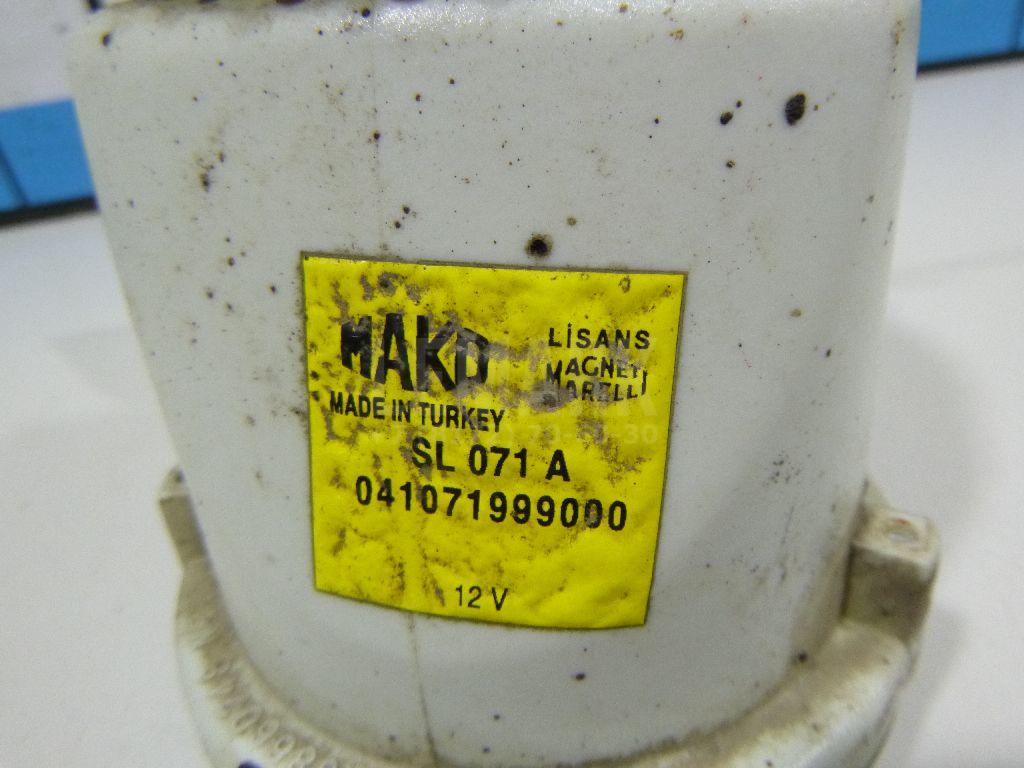 MAKO
LİSANS
MAGNETİ
MARELLİ
MADE IN TURKEY
SL 071 A
041071999000
12 V